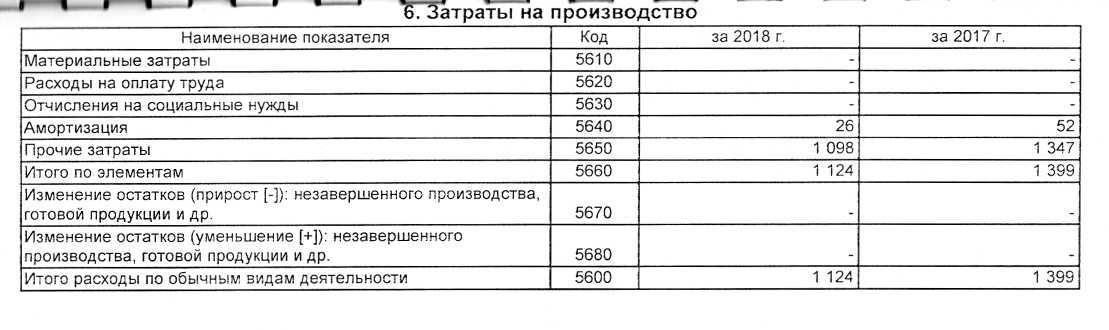 6. Затраты на производство
Наименование показателя Код за 2018 г. за 2017 г.
Материальные затраты 5610 - -
Расходы на оплату труда 5620 - -
Отчисления на социальные нужды 5630 - -
Амортизация 5640 26 52
Прочие затраты 5650 1 098 1 347
Итого по элементам 5660 1 124 1 399
Изменение остатков (прирост [-]): незавершенного производства,
готовой продукции и др. 5670 - -
Изменение остатков (уменьшение [+]): незавершенного
производства, готовой продукции и др. 5680 - -
Итого расходы по обычным видам деятельности 5600 1 124 1 399